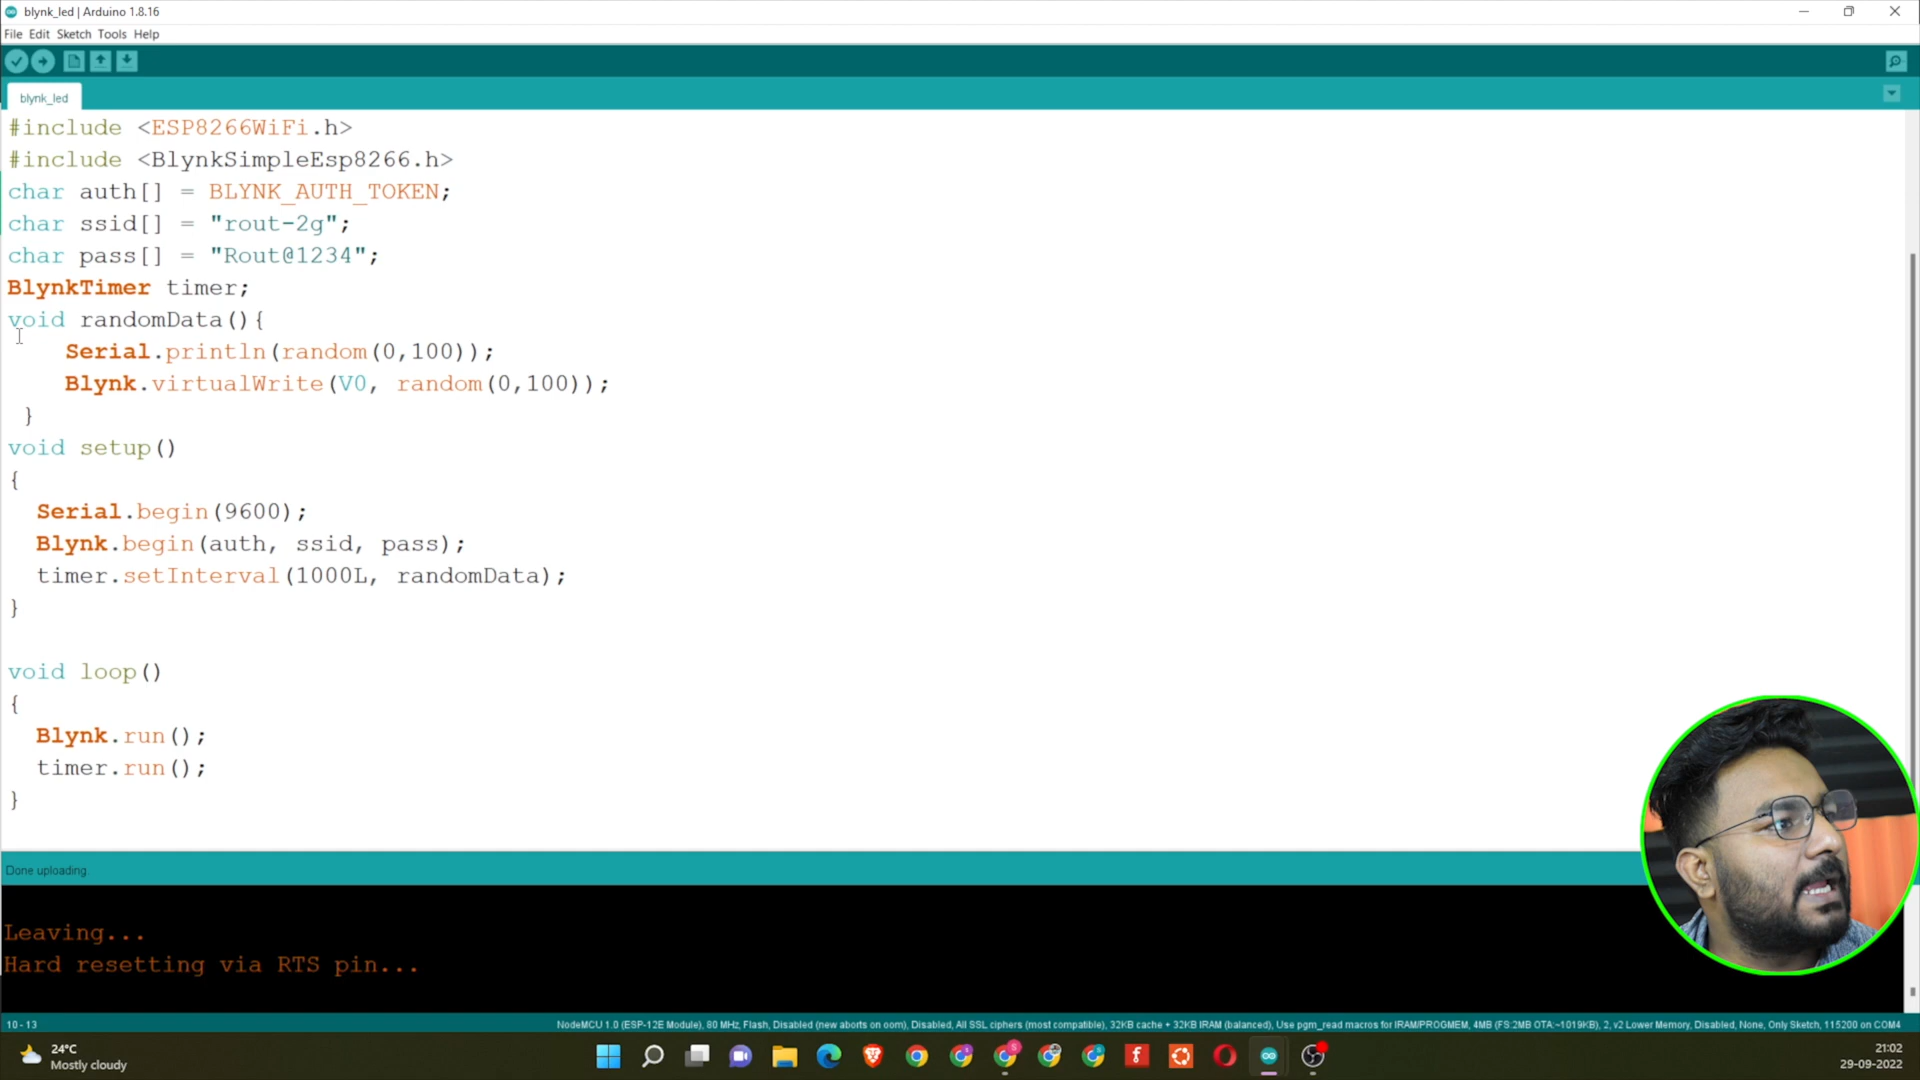 blynk_led | Arduino 1.8.16
File Edit Sketch Tools Help
blynk_led
#include <ESP8266WiFi.h>
#include <BlynkSimpleEsp8266.h>
char auth[] = BLYNK_AUTH_TOKEN;
char ssid[] = "rout-2g";
char pass[] = "Rout@1234";
BlynkTimer timer;
void randomData(){
Serial.println(random(0,100));
Blynk.virtualWrite(V0, random(0,100));
}
void setup()
{
Serial.begin(9600);
Blynk.begin(auth, ssid, pass);
timer.setInterval(1000L, randomData);
}
void loop()
{
Blynk.run();
timer.run();
}
Done uploading.
Leaving...
Hard resetting via RTS pin...
10 - 13
NodeMCU 1.0 (ESP-12E Module), 80 MHz, Flash, Disabled (new aborts on oom), Disabled, All SSL ciphers (most compatible), 32KB cache + 32KB IRAM (balanced), Use pgm_read macros for IRAM/PROGMEM, 4MB (FS:2MB OTA:~1019KB), 2, v2 Lower Memory, Disabled, None, Only Sketch, 115200 on COM4
24°C
Mostly cloudy
21:02
29-09-2022